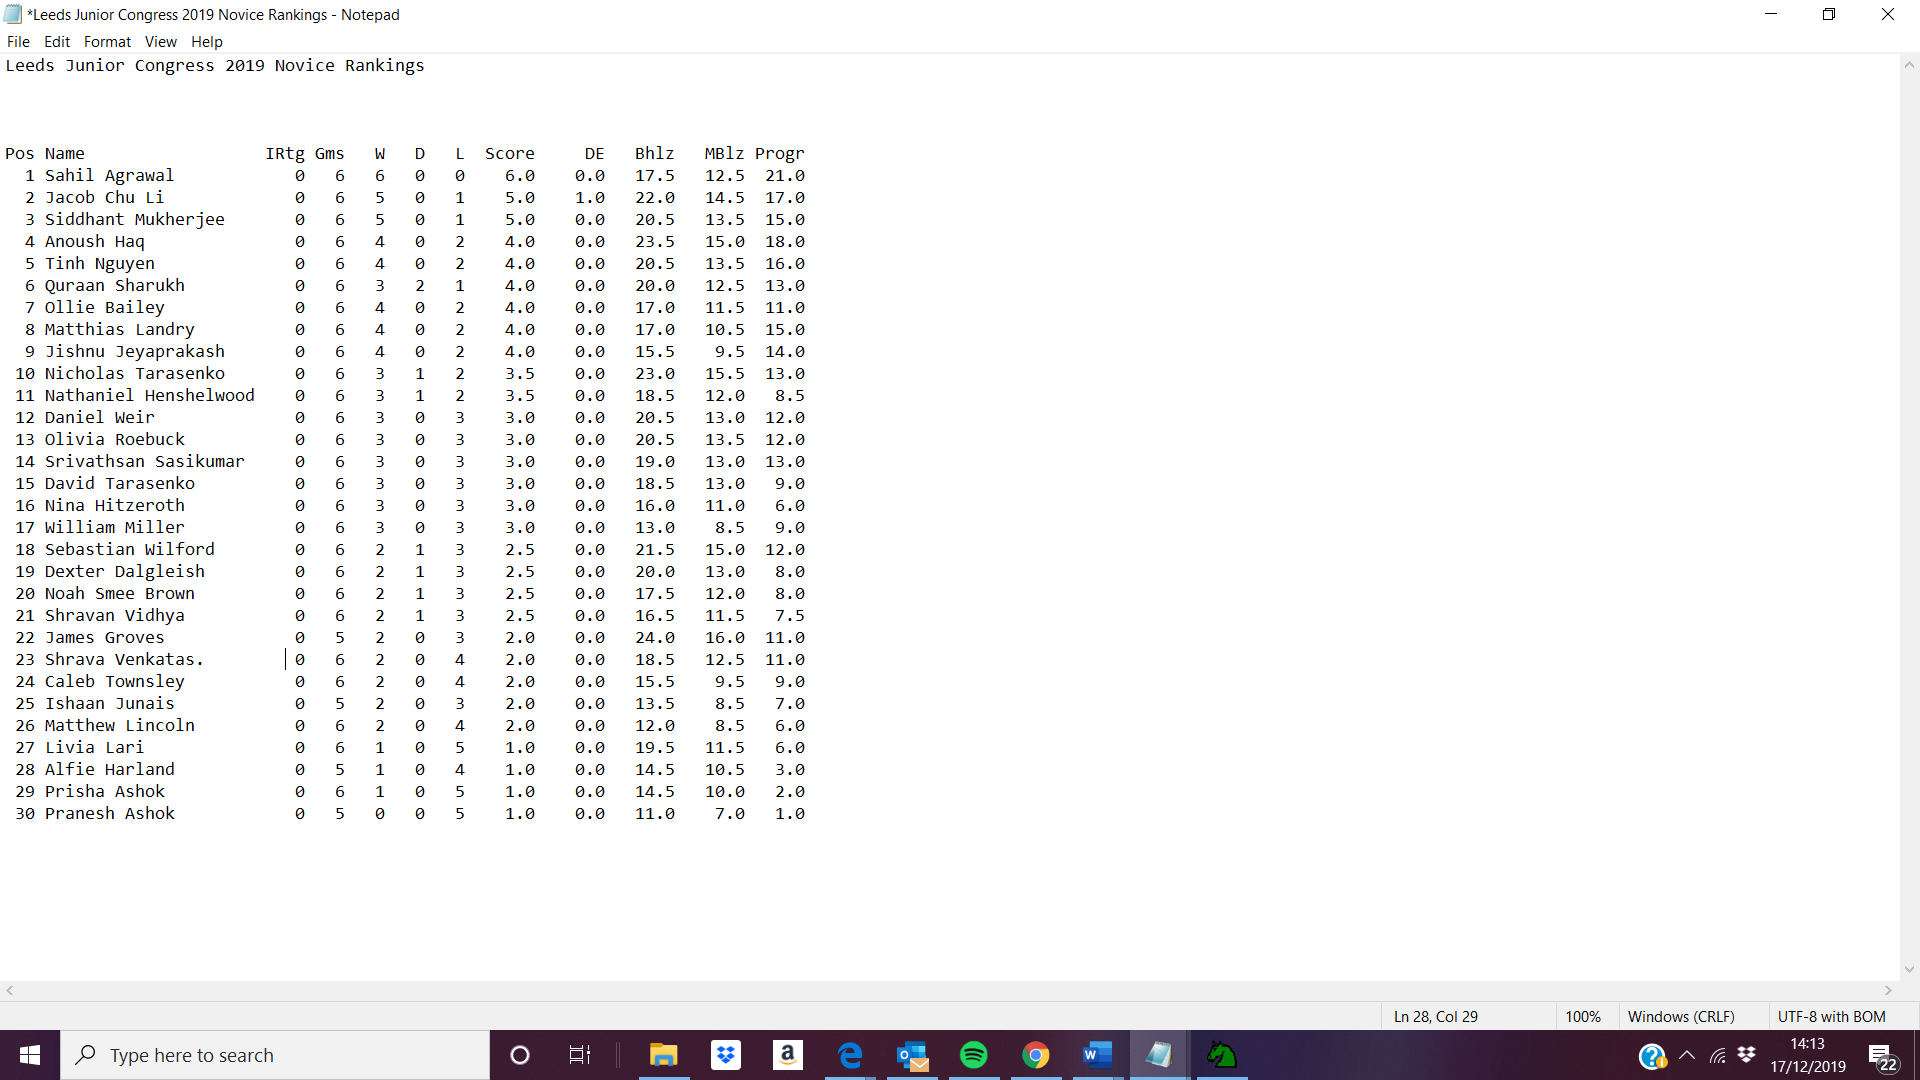 *Leeds Junior Congress 2019 Novice Rankings - Notepad
File Edit Format View Help
Leeds Junior Congress 2019 Novice Rankings
Pos Name IRtg Gms W D L Score DE Bhlz MBlz Progr
1 Sahil Agrawal 0 6 6 0 0 6.0 0.0 17.5 12.5 21.0
2 Jacob Chu Li 0 6 5 0 1 5.0 1.0 22.0 14.5 17.0
3 Siddhant Mukherjee 0 6 5 0 1 5.0 0.0 20.5 13.5 15.0
4 Anoush Haq 0 6 4 0 2 4.0 0.0 23.5 15.0 18.0
5 Tinh Nguyen 0 6 4 0 2 4.0 0.0 20.5 13.5 16.0
6 Quraan Sharukh 0 6 3 2 1 4.0 0.0 20.0 12.5 13.0
7 Ollie Bailey 0 6 4 0 2 4.0 0.0 17.0 11.5 11.0
8 Matthias Landry 0 6 4 0 2 4.0 0.0 17.0 10.5 15.0
9 Jishnu Jeyaprakash 0 6 4 0 2 4.0 0.0 15.5 9.5 14.0
10 Nicholas Tarasenko 0 6 3 1 2 3.5 0.0 23.0 15.5 13.0
11 Nathaniel Henshelwood 0 6 3 1 2 3.5 0.0 18.5 12.0 8.5
12 Daniel Weir 0 6 3 0 3 3.0 0.0 20.5 13.0 12.0
13 Olivia Roebuck 0 6 3 0 3 3.0 0.0 20.5 13.5 12.0
14 Srivathsan Sasikumar 0 6 3 0 3 3.0 0.0 19.0 13.0 13.0
15 David Tarasenko 0 6 3 0 3 3.0 0.0 18.5 13.0 9.0
16 Nina Hitzeroth 0 6 3 0 3 3.0 0.0 16.0 11.0 6.0
17 William Miller 0 6 3 0 3 3.0 0.0 13.0 8.5 9.0
18 Sebastian Wilford 0 6 2 1 3 2.5 0.0 21.5 15.0 12.0
19 Dexter Dalgleish 0 6 2 1 3 2.5 0.0 20.0 13.0 8.0
20 Noah Smee Brown 0 6 2 1 3 2.5 0.0 17.5 12.0 8.0
21 Shravan Vidhya 0 6 2 1 3 2.5 0.0 16.5 11.5 7.5
22 James Groves 0 5 2 0 3 2.0 0.0 24.0 16.0 11.0
23 Shrava Venkatas. 0 6 2 0 4 2.0 0.0 18.5 12.5 11.0
24 Caleb Townsley 0 6 2 0 4 2.0 0.0 15.5 9.5 9.0
25 Ishaan Junais 0 5 2 0 3 2.0 0.0 13.5 8.5 7.0
26 Matthew Lincoln 0 6 2 0 4 2.0 0.0 12.0 8.5 6.0
27 Livia Lari 0 6 1 0 5 1.0 0.0 19.5 11.5 6.0
28 Alfie Harland 0 5 1 0 4 1.0 0.0 14.5 10.5 3.0
29 Prisha Ashok 0 6 1 0 5 1.0 0.0 14.5 10.0 2.0
30 Pranesh Ashok 0 5 0 0 5 1.0 0.0 11.0 7.0 1.0
Ln 28, Col 29 100% Windows (CRLF) UTF-8 with BOM
Type here to search
14:13
17/12/2019
22